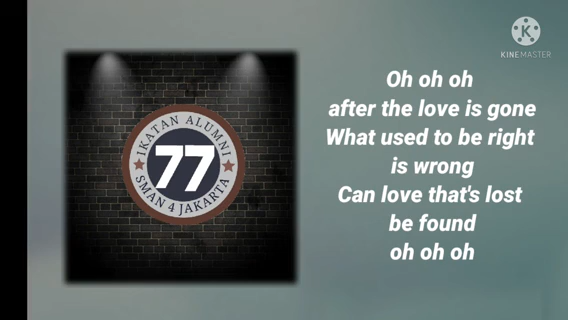 KINEMASTER
IKATAN ALUMNI
77
SMAN 4 JAKARTA
Oh oh oh
after the love is gone
What used to be right
is wrong
Can love that's lost
be found
oh oh oh